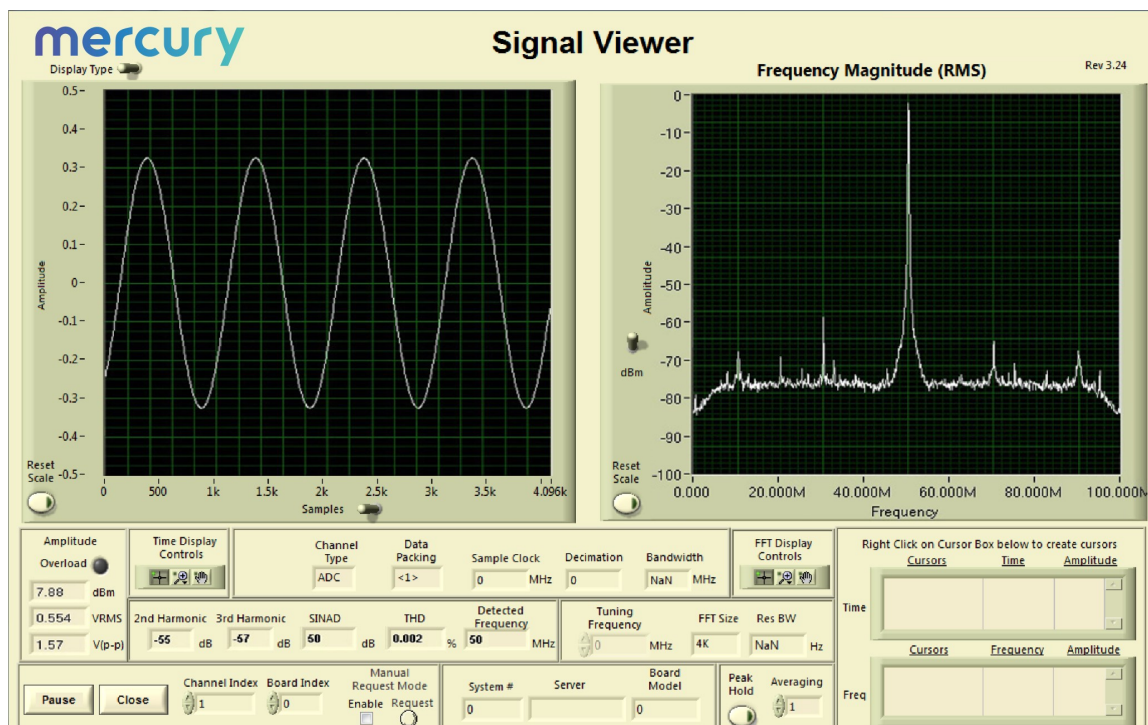 mercury
Signal Viewer
Rev 3.24
Display Type
Frequency Magnitude (RMS)
0.5
0.4
0.3
0.2
0.1
0
-0.1
-0.2
-0.3
-0.4
-0.5
Amplitude
Reset
Scale
0 500 1k 1.5k 2k 2.5k 3k 3.5k 4.096k
Samples
0
-10
-20
-30
-40
-50
-60
-70
-80
-90
-100
Amplitude
dBm
Reset
Scale
0.000 20.000M 40.000M 60.000M 80.000M 100.000M
Frequency
Amplitude
Overload
7.88 dBm
0.554 VRMS
1.57 V(p-p)
Time Display
Controls
Channel
Type
ADC
Data
Packing
<1>
Sample Clock
0 MHz
Decimation
0
Bandwidth
NaN MHz
FFT Display
Controls
2nd Harmonic
-55 dB
3rd Harmonic
-57 dB
SINAD
50 dB
THD
0.002 %
Detected
Frequency
50 MHz
Tuning
Frequency
0 MHz
FFT Size
4K
Res BW
NaN Hz
Right Click on Cursor Box below to create cursors
Cursors Time Amplitude
Time
Cursors Frequency Amplitude
Freq
Pause
Close
Channel Index
1
Board Index
0
Manual
Request Mode
Enable Request
System #
0
Server
Board
Model
0
Peak
Hold
Averaging
1